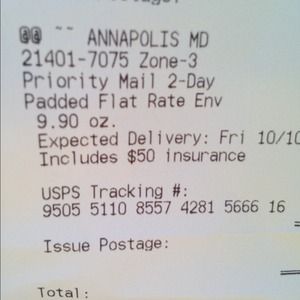 @@ ~~ ANNAPOLIS MD
21401-7075 Zone-3
Priority Mail 2-Day
Padded Flat Rate Env
9.90 oz.
Expected Delivery: Fri 10/10
Includes $50 insurance
USPS Tracking #:
9505 5110 8557 4281 5666 16
Issue Postage:
Total: